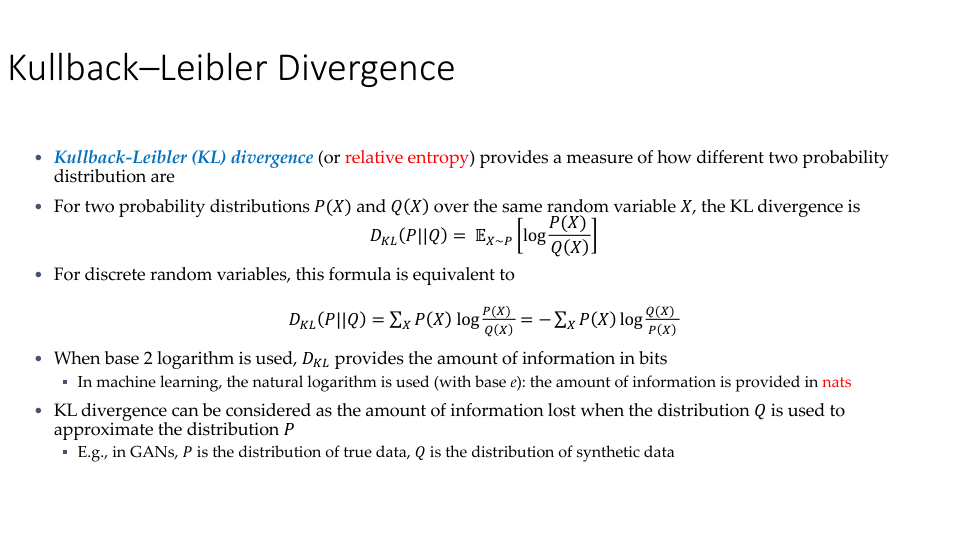 Kullback–Leibler Divergence
• Kullback-Leibler (KL) divergence (or relative entropy) provides a measure of how different two probability
distribution are
• For two probability distributions P(X) and Q(X) over the same random variable X, the KL divergence is
D_{KL}(P||Q) = 𝔼_{X~P} [log \frac{P(X)}{Q(X)}]
• For discrete random variables, this formula is equivalent to
D_{KL}(P||Q) = ∑_X P(X) log \frac{P(X)}{Q(X)} = − ∑_X P(X) log \frac{Q(X)}{P(X)}
• When base 2 logarithm is used, D_{KL} provides the amount of information in bits
▪ In machine learning, the natural logarithm is used (with base e): the amount of information is provided in nats
• KL divergence can be considered as the amount of information lost when the distribution Q is used to
approximate the distribution P
▪ E.g., in GANs, P is the distribution of true data, Q is the distribution of synthetic data